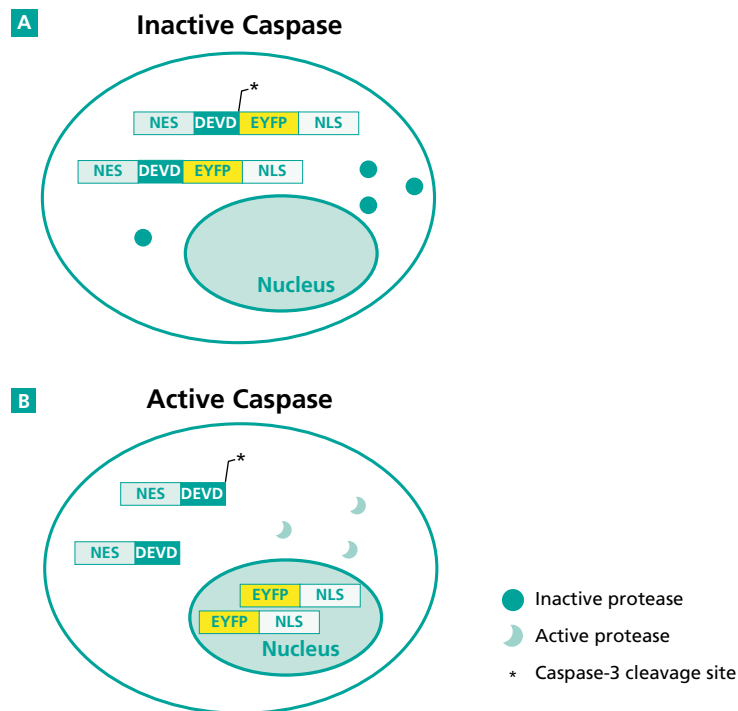 A
Inactive Caspase
*
NES DEVD EYFP NLS
NES DEVD EYFP NLS
Nucleus
B
Active Caspase
*
NES DEVD
NES DEVD
EYFP NLS
EYFP NLS
Nucleus
Inactive protease
Active protease
* Caspase-3 cleavage site